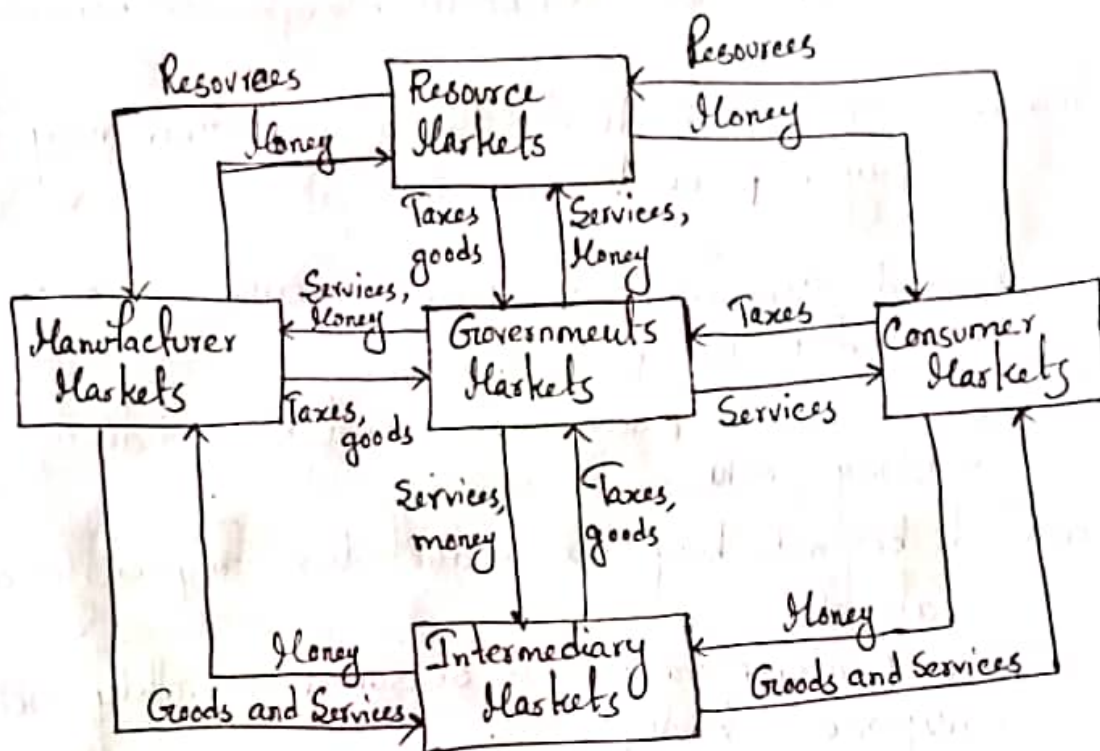 Resources
Resources
Resource
Markets
Money
Money
Taxes
goods
Services,
Money
Services,
Money
Taxes
Manufacturer
Markets
Governments
Markets
Consumer
Markets
Taxes,
goods
Services
Services,
money
Taxes,
goods
Money
Money
Intermediary
Markets
Goods and Services
Goods and Services